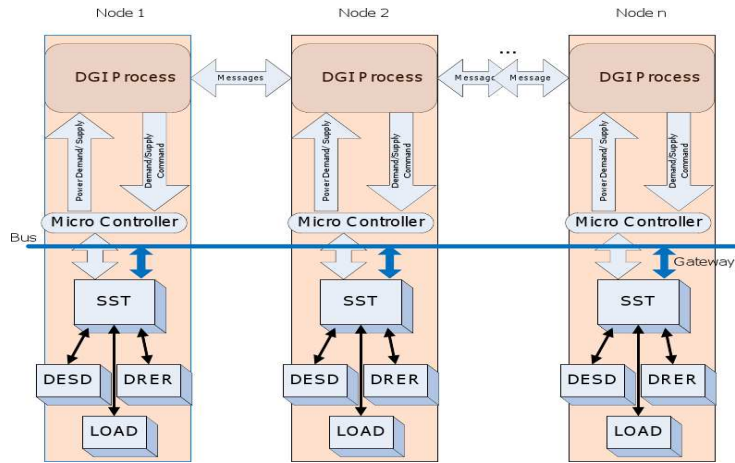 Node 1
Node 2
Node n
DGI Process
Messages
DGI Process
...
Message
Message
DGI Process
Power Demand/ Supply
Demand/Supply
Command
Power Demand/ Supply
Demand/Supply
Command
Power Demand/ Supply
Demand/Supply
Command
Micro Controller
Micro Controller
Micro Controller
Bus
Gateway
SST
SST
SST
DESD
DRER
DESD
DRER
DESD
DRER
LOAD
LOAD
LOAD